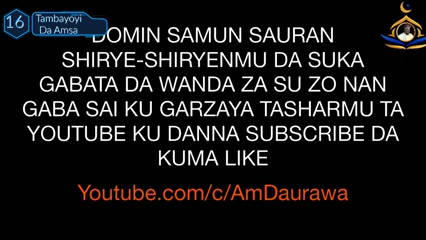 16
Tambayoyi
Da Amsa
DOMIN SAMUN SAURAN
SHIRYE-SHIRYENMU DA SUKA
GABATA DA WANDA ZA SU ZO NAN
GABA SAI KU GARZAYA TASHARMU TA
YOUTUBE KU DANNA SUBSCRIBE DA
KUMA LIKE
Youtube.com/c/AmDaurawa